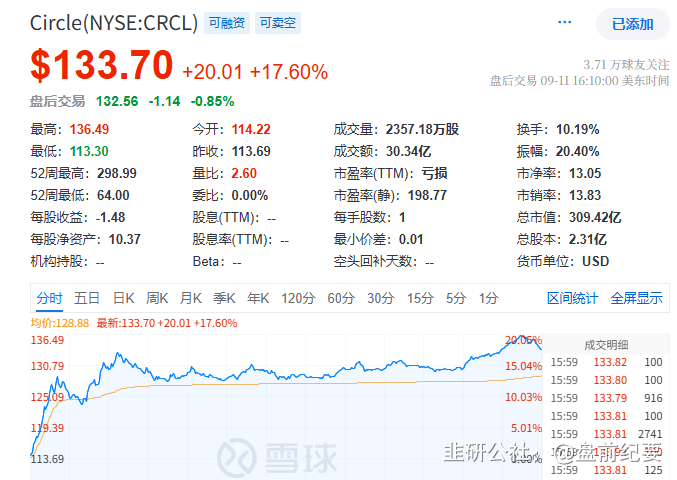 Circle(NYSE:CRCL) 可融资 可卖空 ··· 已添加
$133.70 +20.01 +17.60%
3.71 万球友关注
盘后交易 132.56 -1.14 -0.85%
盘后交易 09-11 16:10:00 美东时间
最高: 136.49 今开: 114.22 成交量: 2357.18万股 换手: 10.19%
最低: 113.30 昨收: 113.69 成交额: 30.34亿 振幅: 20.40%
52周最高: 298.99 量比: 2.60 市盈率(TTM): 亏损 市净率: 13.05
52周最低: 64.00 委比: 0.00% 市盈率(静): 198.77 市销率: 13.83
每股收益: -1.48 股息(TTM): -- 每手股数: 1 总市值: 309.42亿
每股净资产: 10.37 股息率(TTM): -- 最小价差: 0.01 总股本: 2.31亿
机构持股: -- Beta: -- 空头回补天数: -- 货币单位: USD
分时 五日 日K 周K 月K 季K 年K 120分 60分 30分 15分 5分 1分 区间统计 全屏显示
均价:128.88 最新:133.70 +20.01 +17.60%
136.49 20.05%
130.79 15.04%
125.09 10.03%
119.39 5.01%
113.69 0.00%
雪球
成交明细
15:59 133.82 100
15:59 133.80 100
15:59 133.79 916
15:59 133.81 100
15:59 133.81 2741
15:59
15:59 133.81 125
韭研公社 @盘前纪要